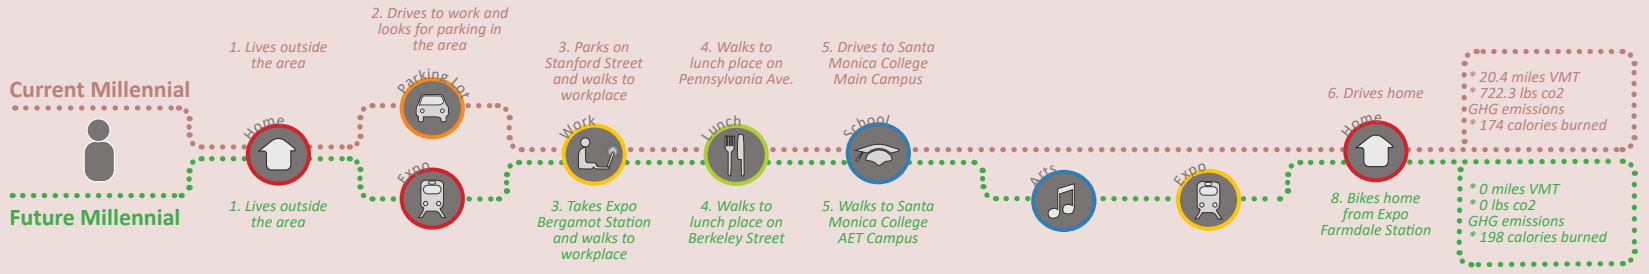 Current Millennial
Future Millennial
1. Lives outside
the area
Home
1. Lives outside
the area
2. Drives to work and
looks for parking in
the area
Parking Lot
Expo
3. Parks on
Stanford Street
and walks to
workplace
Work
3. Takes Expo
Bergamot Station
and walks to
workplace
4. Walks to
lunch place on
Pennsylvania Ave.
Lunch
4. Walks to
lunch place on
Berkeley Street
5. Drives to Santa
Monica College
Main Campus
School
5. Walks to Santa
Monica College
AET Campus
Arts
Expo
6. Drives home
Home
8. Bikes home
from Expo
Farmdale Station
* 20.4 miles VMT
* 722.3 lbs co2
GHG emissions
* 174 calories burned
* 0 miles VMT
* 0 lbs co2
GHG emissions
* 198 calories burned